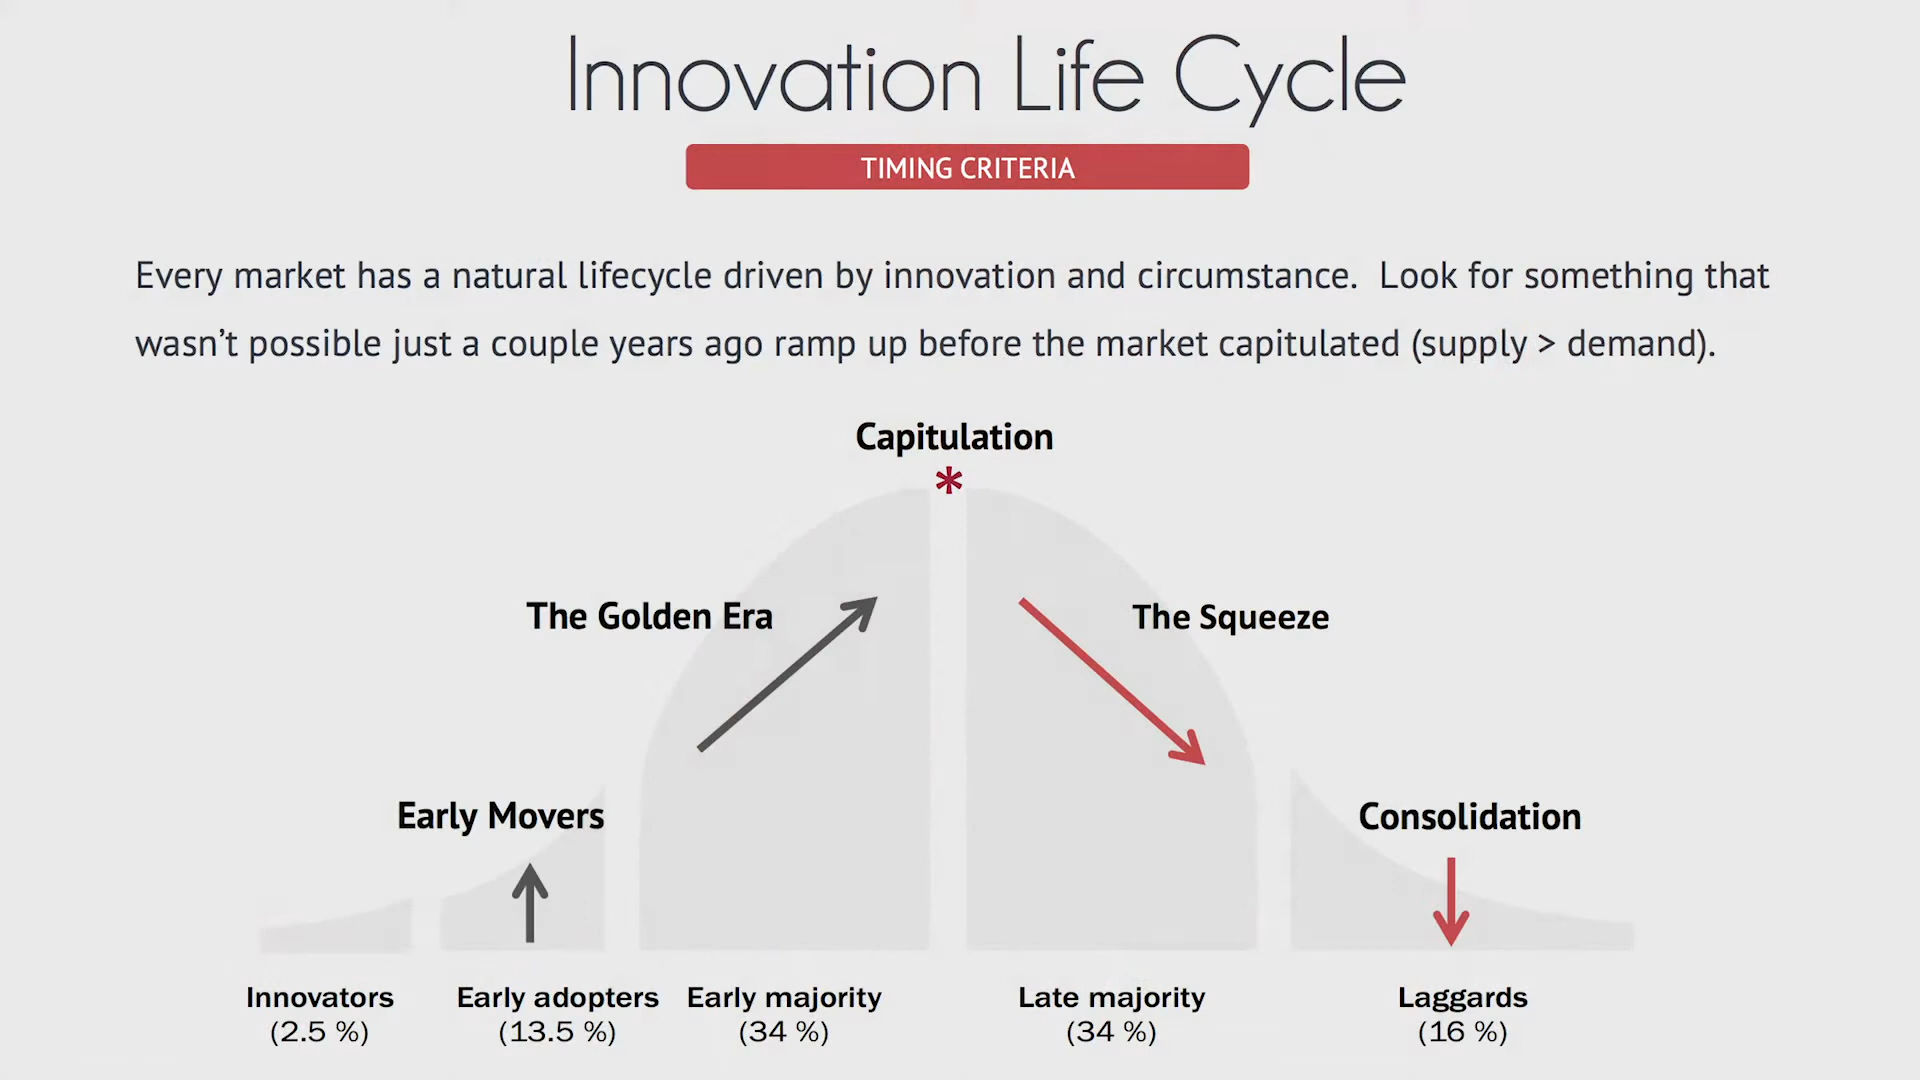 Innovation Life Cycle
TIMING CRITERIA
Every market has a natural lifecycle driven by innovation and circumstance.  Look for something that
wasn’t possible just a couple years ago ramp up before the market capitulated (supply > demand).
Capitulation
*
The Golden Era
The Squeeze
Early Movers
Consolidation
Innovators
(2.5 %)
Early adopters
(13.5 %)
Early majority
(34 %)
Late majority
(34 %)
Laggards
(16 %)